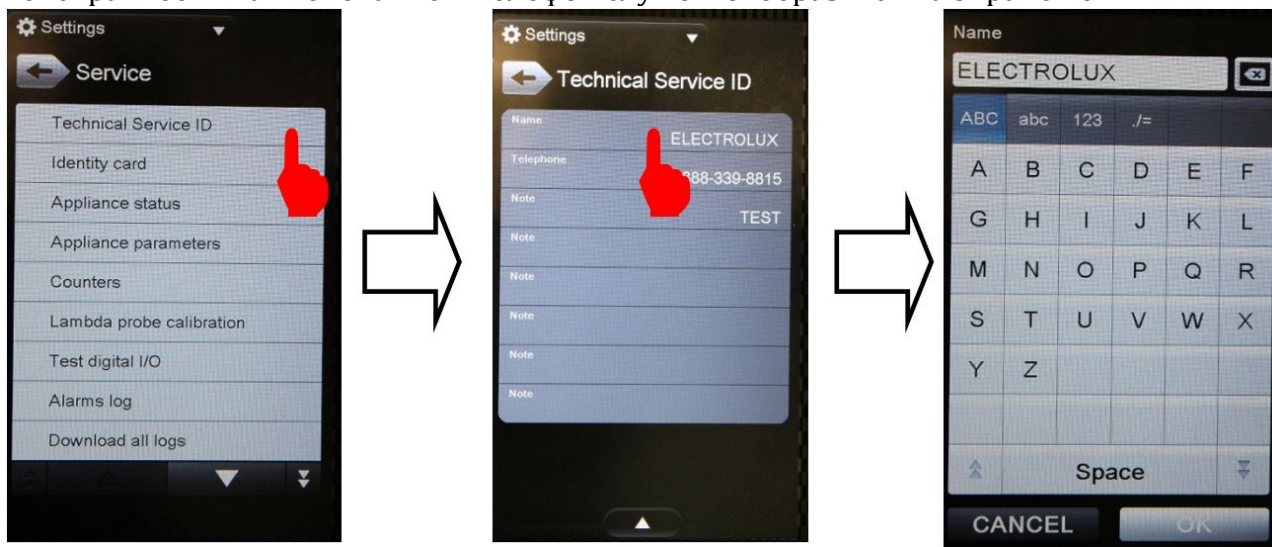 Settings
Service
Technical Service ID
Identity card
Appliance status
Appliance parameters
Counters
Lambda probe calibration
Test digital I/O
Alarms log
Download all logs
Settings
Technical Service ID
Name
ELECTROLUX
Telephone
888-339-8815
Note
TEST
Note
Note
Note
Note
Note
Name
ELECTROLUX
ABC abc 123 ./=
A B C D E F
G H I J K L
M N O P Q R
S T U V W X
Y Z
Space
CANCEL OK